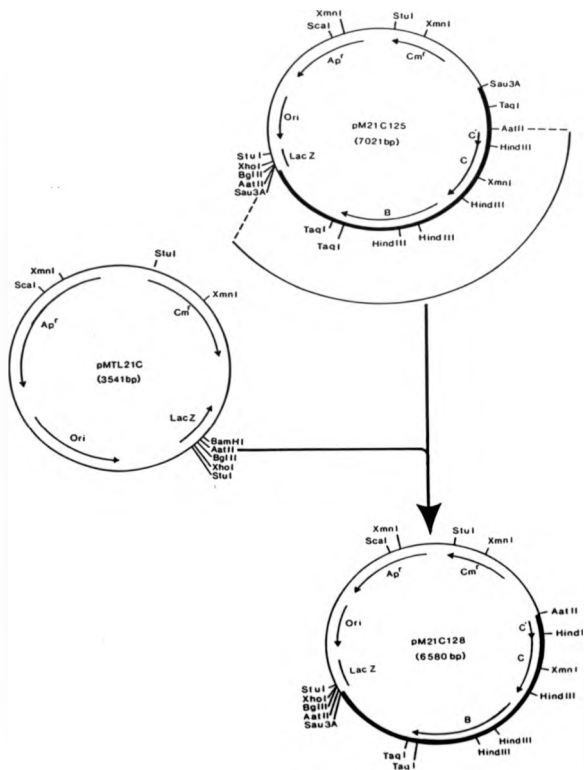 XmnI
ScaI
StuI
XmnI
Apʳ
Cmʳ
Sau3A
TaqI
AatII
HindIII
XmnI
HindIII
C'
C
Ori
pM21C125
(7021bp)
LacZ
StuI
XhoI
BglII
AatII
Sau3A
B
TaqI
TaqI
HindIII
HindIII
XmnI
ScaI
StuI
XmnI
Apʳ
Cmʳ
pMTL21C
(3541bp)
LacZ
Ori
BamHI
AatII
BglII
XhoI
StuI
XmnI
ScaI
StuI
XmnI
Apʳ
Cmʳ
AatII
HindI
XmnI
HindIII
C'
C
Ori
pM21C128
(6580bp)
LacZ
StuI
XhoI
BglII
AatII
Sau3A
B
TaqI
TaqI
HindIII
HindIII